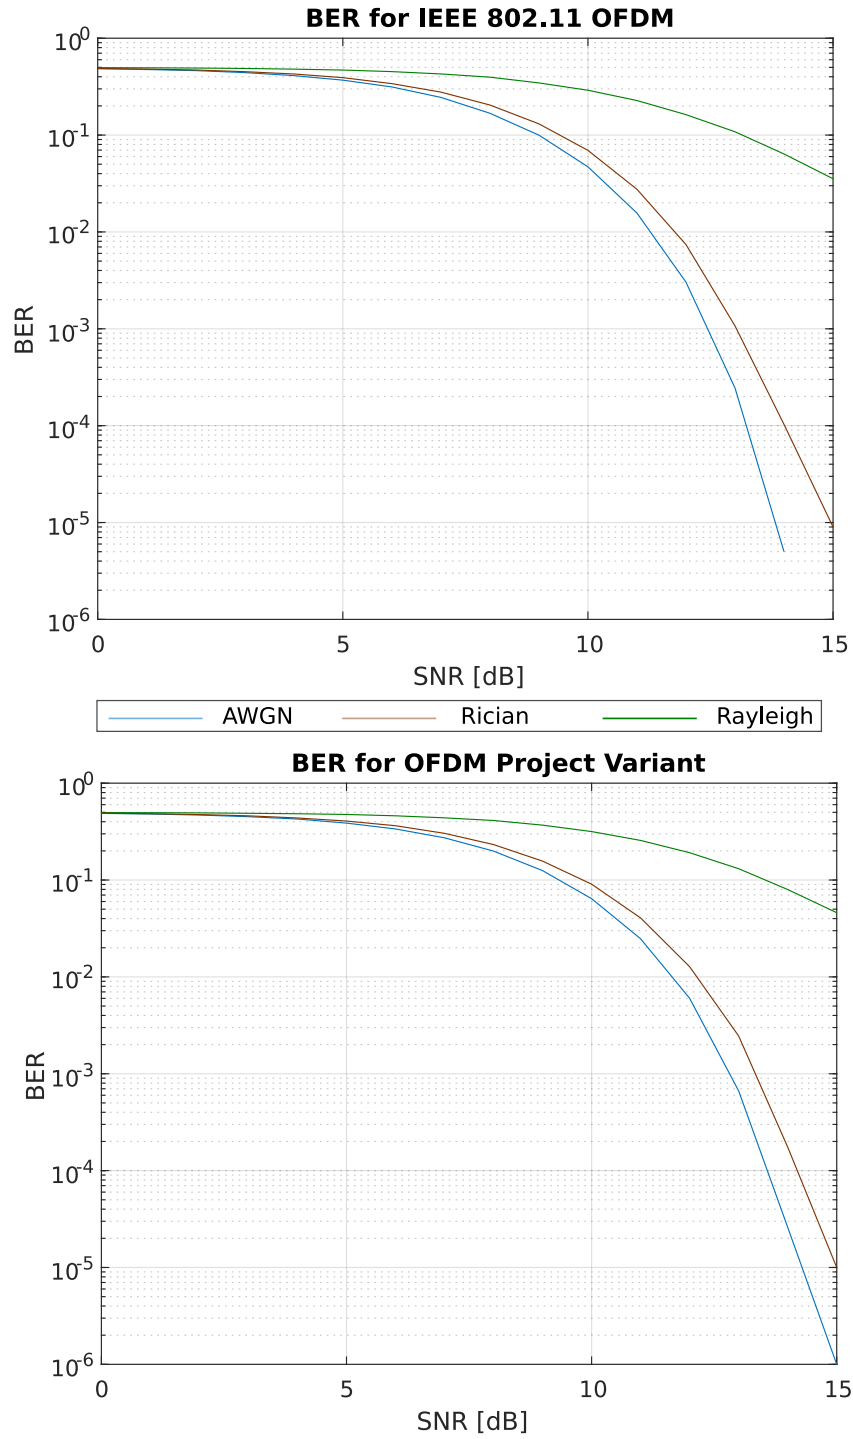 BER for IEEE 802.11 OFDM
10^0
10^-1
10^-2
10^-3
10^-4
10^-5
10^-6
BER
0 5 10 15
SNR [dB]
AWGN Rician Rayleigh
BER for OFDM Project Variant
10^0
10^-1
10^-2
10^-3
10^-4
10^-5
10^-6
BER
0 5 10 15
SNR [dB]